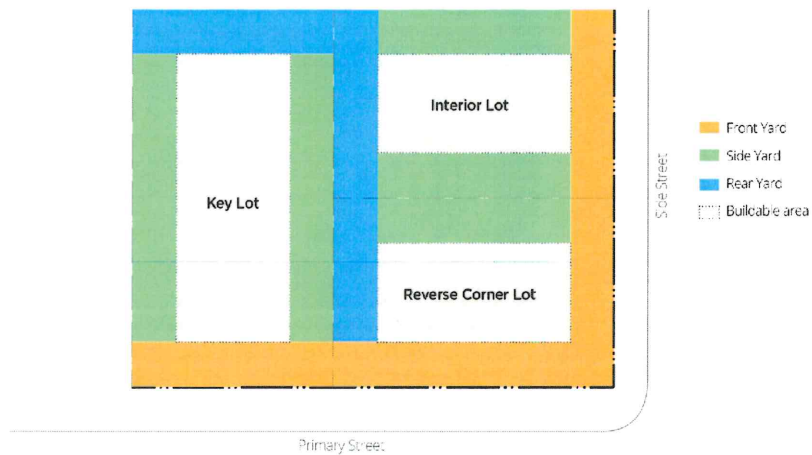 Interior Lot
Key Lot
Reverse Corner Lot
Side Street
Primary Street
Front Yard
Side Yard
Rear Yard
Buildable area